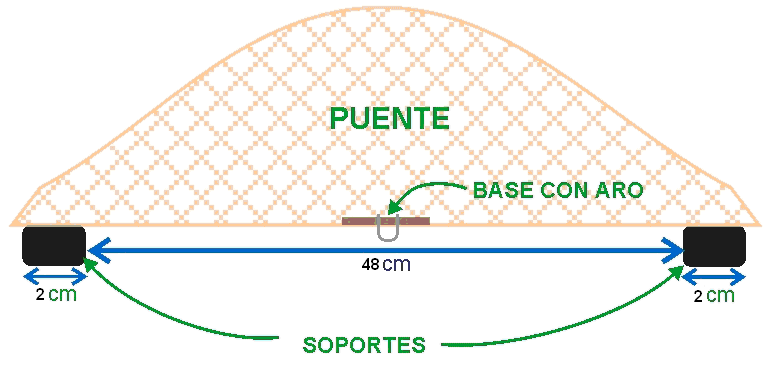 PUENTE
BASE CON ARO
48 cm
2 cm
2 cm
SOPORTES